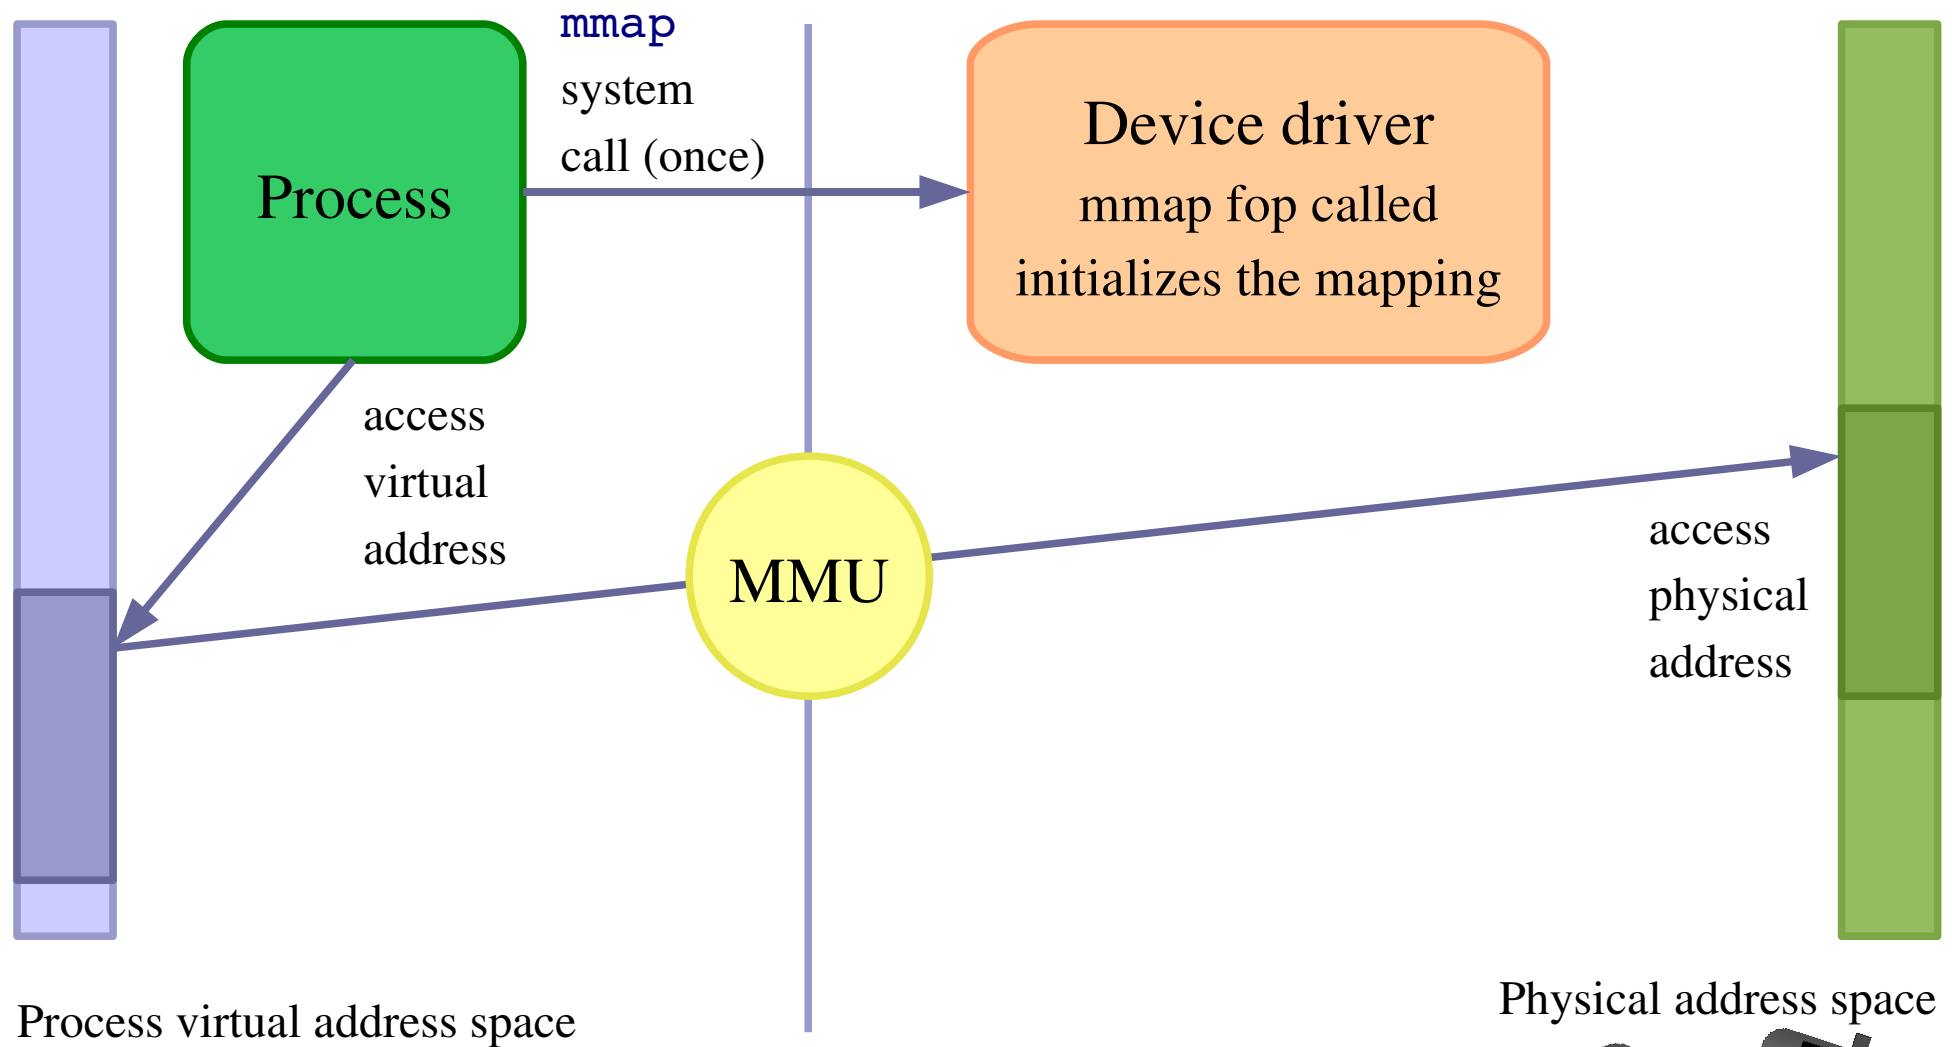 mmap
system
call (once)
Process
Device driver
mmap fop called
initializes the mapping
access
virtual
address
MMU
access
physical
address
Process virtual address space
Physical address space